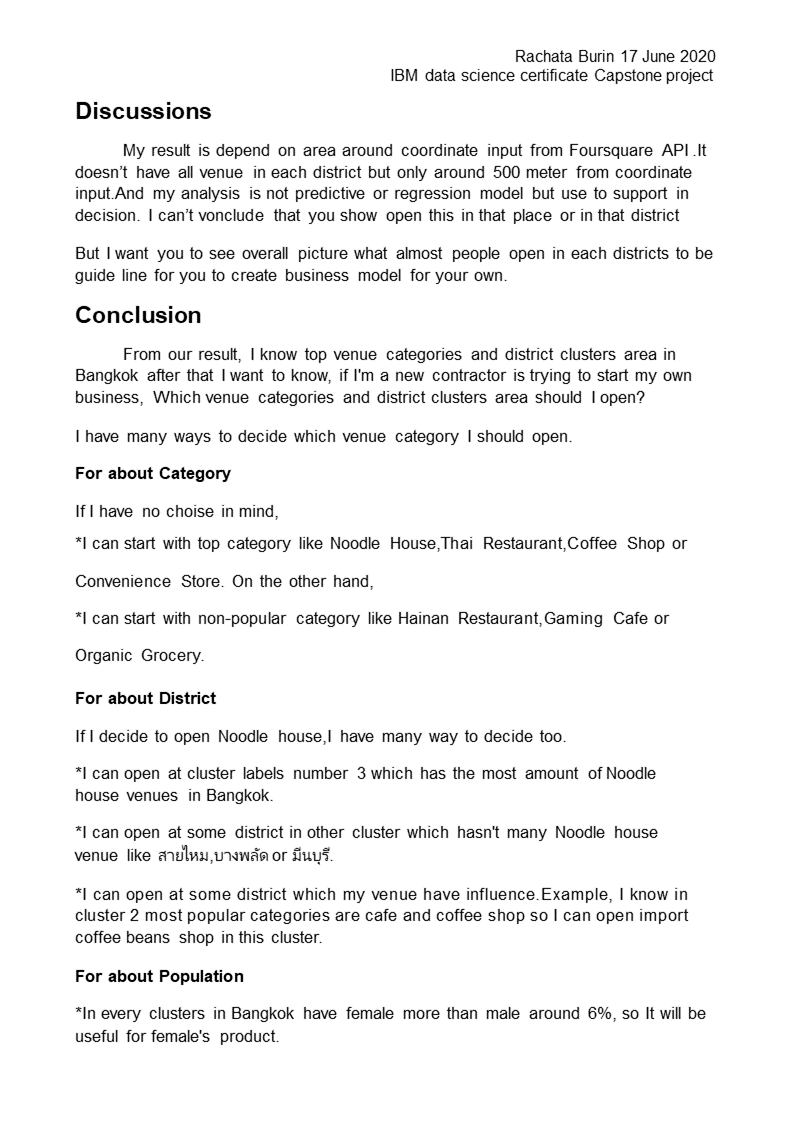 Rachata Burin 17 June 2020
IBM data science certificate Capstone project
Discussions
My result is depend on area around coordinate input from Foursquare API .It
doesn’t have all venue in each district but only around 500 meter from coordinate
input.And my analysis is not predictive or regression model but use to support in
decision. I can’t vonclude that you show open this in that place or in that district
But I want you to see overall picture what almost people open in each districts to be
guide line for you to create business model for your own.
Conclusion
From our result, I know top venue categories and district clusters area in
Bangkok after that I want to know, if I'm a new contractor is trying to start my own
business, Which venue categories and district clusters area should I open?
I have many ways to decide which venue category I should open.
For about Category
If I have no choise in mind,
*I can start with top category like Noodle House,Thai Restaurant,Coffee Shop or
Convenience Store. On the other hand,
*I can start with non-popular category like Hainan Restaurant,Gaming Cafe or
Organic Grocery.
For about District
If I decide to open Noodle house,I have many way to decide too.
*I can open at cluster labels number 3 which has the most amount of Noodle
house venues in Bangkok.
*I can open at some district in other cluster which hasn't many Noodle house
venue like สายไหม,บางพลัด or มีนบุรี.
*I can open at some district which my venue have influence.Example, I know in
cluster 2 most popular categories are cafe and coffee shop so I can open import
coffee beans shop in this cluster.
For about Population
*In every clusters in Bangkok have female more than male around 6%, so It will be
useful for female's product.